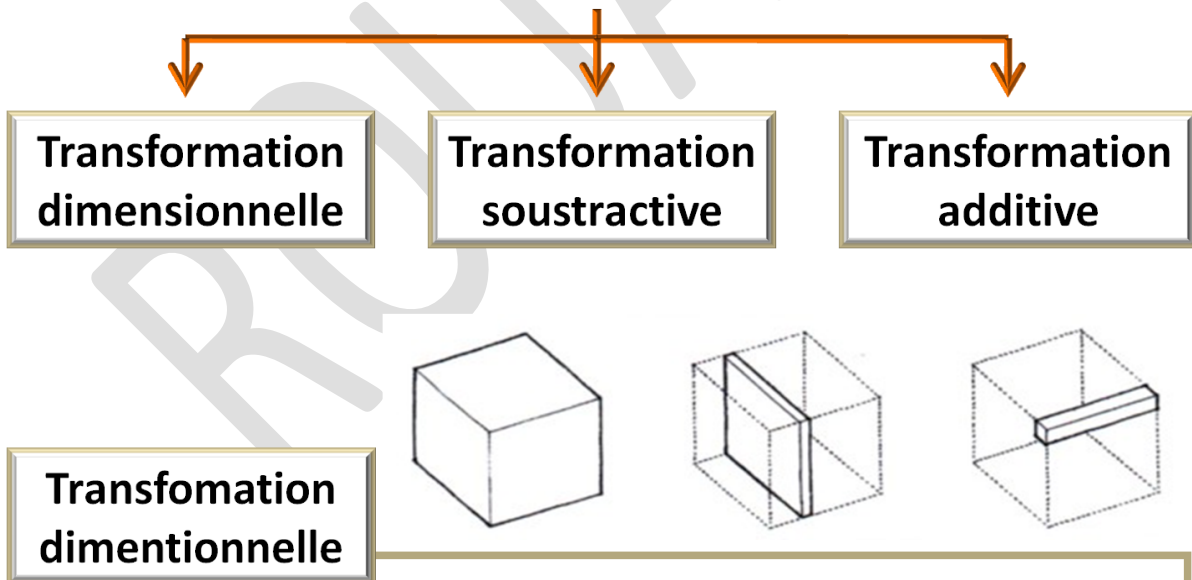 Transformation
dimensionnelle
Transformation
soustractive
Transformation
additive
Transfomation
dimentionnelle